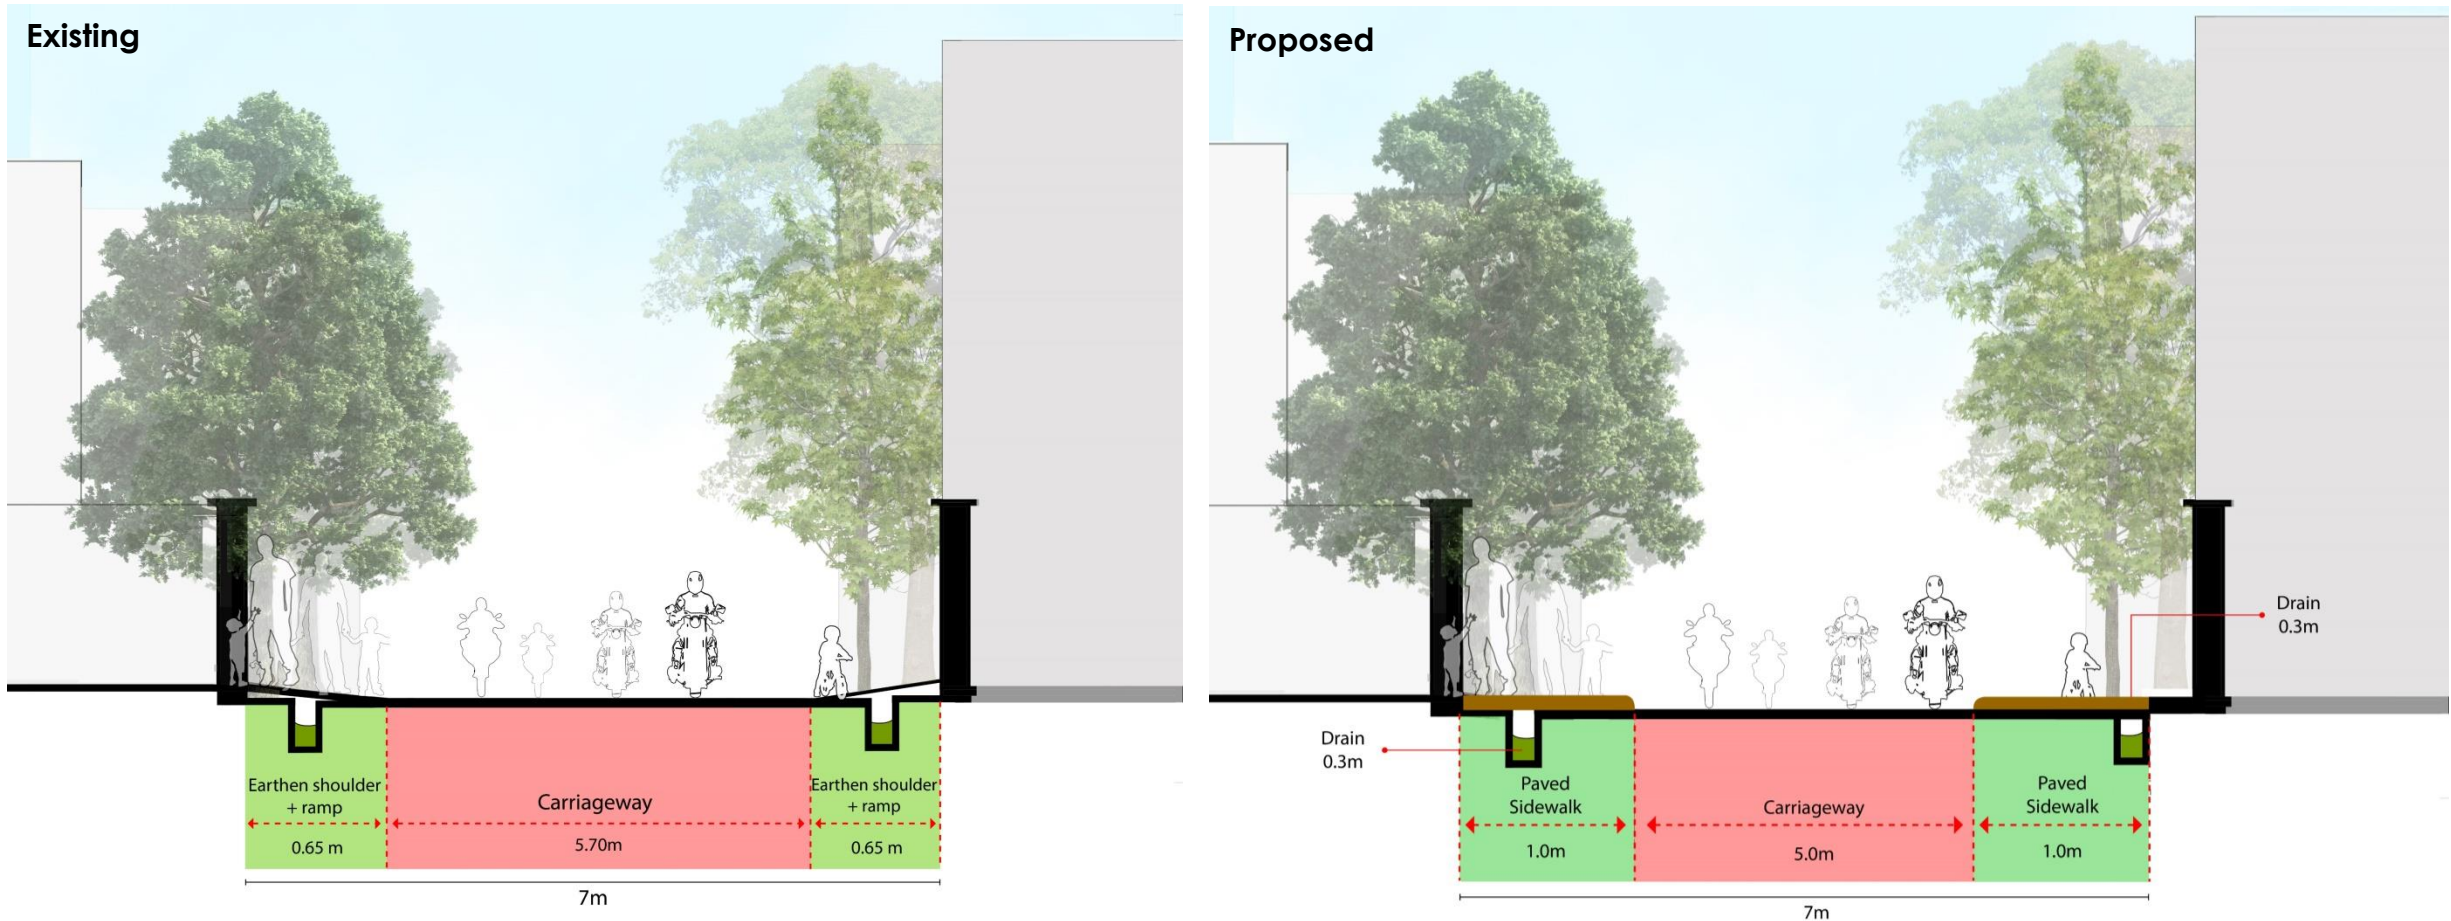 Existing
Earthen shoulder
+ ramp
0.65 m
Carriageway
5.70m
Earthen shoulder
+ ramp
0.65 m
7m
Proposed
Drain
0.3m
Drain
0.3m
Paved
Sidewalk
1.0m
Carriageway
5.0m
Paved
Sidewalk
1.0m
7m